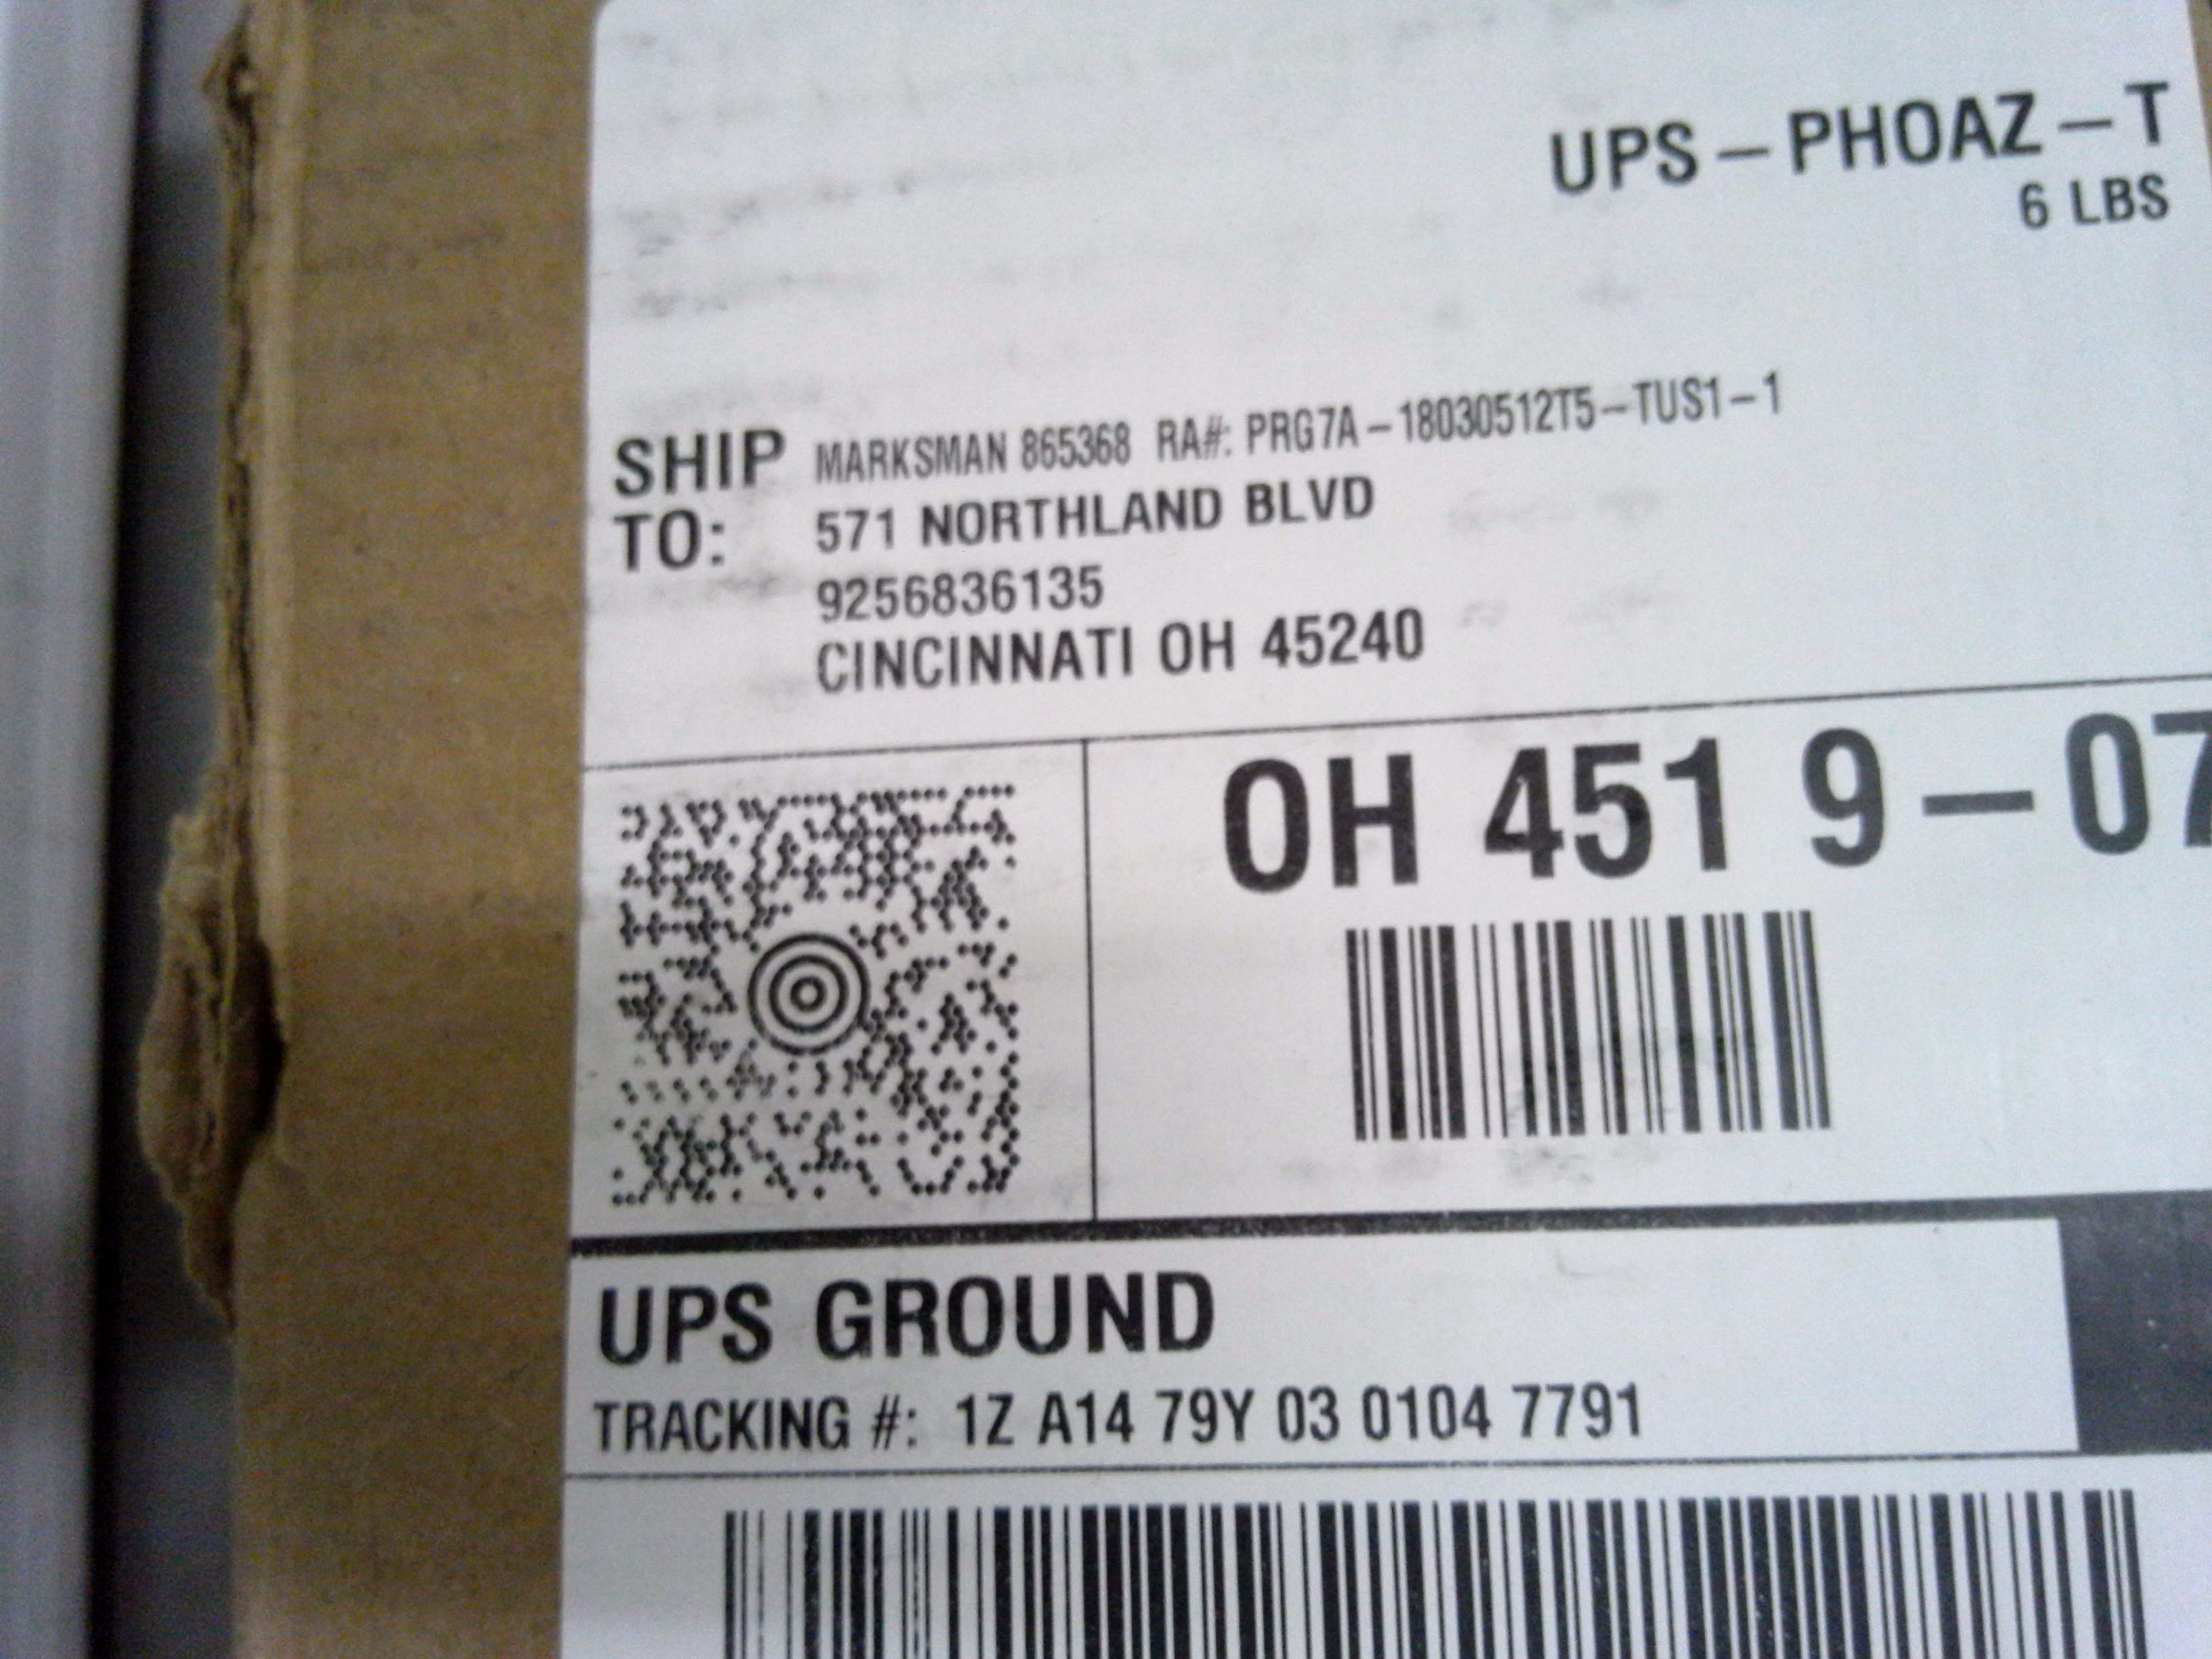 UPS – PHOAZ – T
6 LBS
SHIP TO:
MARKSMAN 865368 RA#: PRG7A – 18030512T5 – TUS1 – 1
571 NORTHLAND BLVD
9256836135
CINCINNATI OH 45240
OH 451 9 – 07
UPS GROUND
TRACKING #: 1Z A14 79Y 03 0104 7791